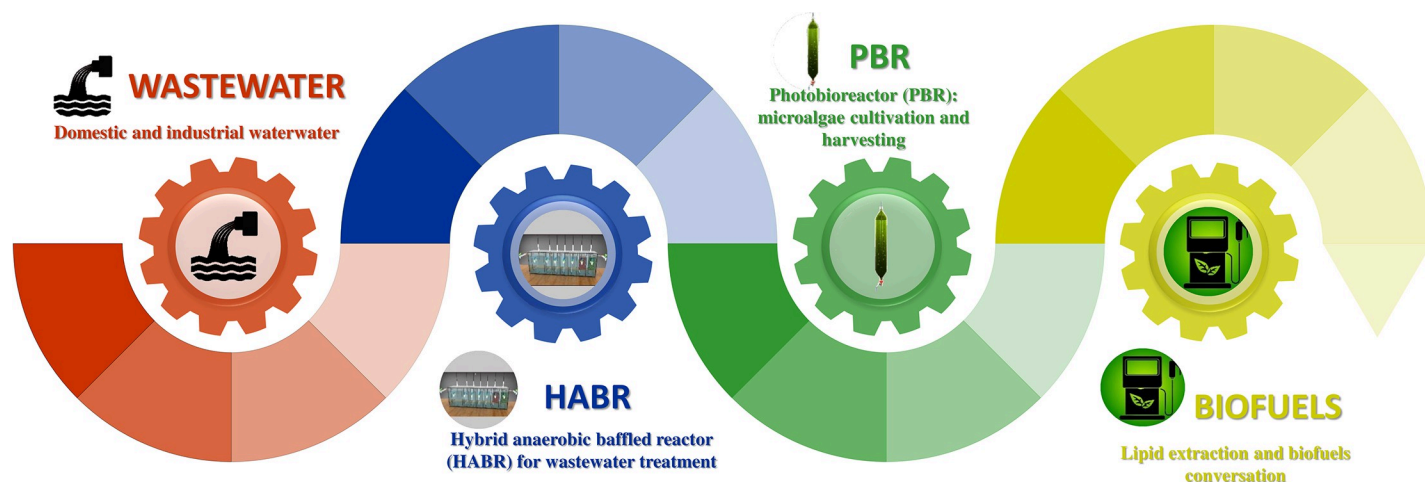 WASTEWATER
Domestic and industrial waterwater
HABR
Hybrid anaerobic baffled reactor
(HABR) for wastewater treatment
PBR
Photobioreactor (PBR):
microalgae cultivation and
harvesting
BIOFUELS
Lipid extraction and biofuels
conversation